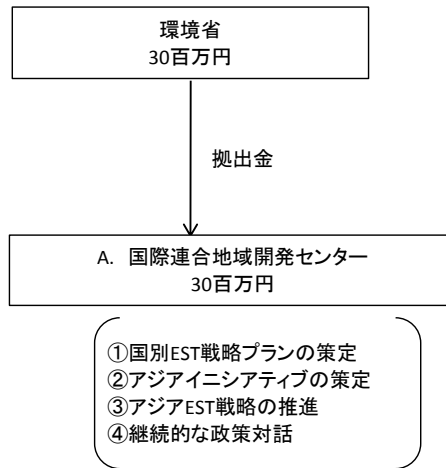 環境省
30百万円
拠出金
A. 国際連合地域開発センター
30百万円
①国別EST戦略プランの策定
②アジアイニシアティブの策定
③アジアEST戦略の推進
④継続的な政策対話